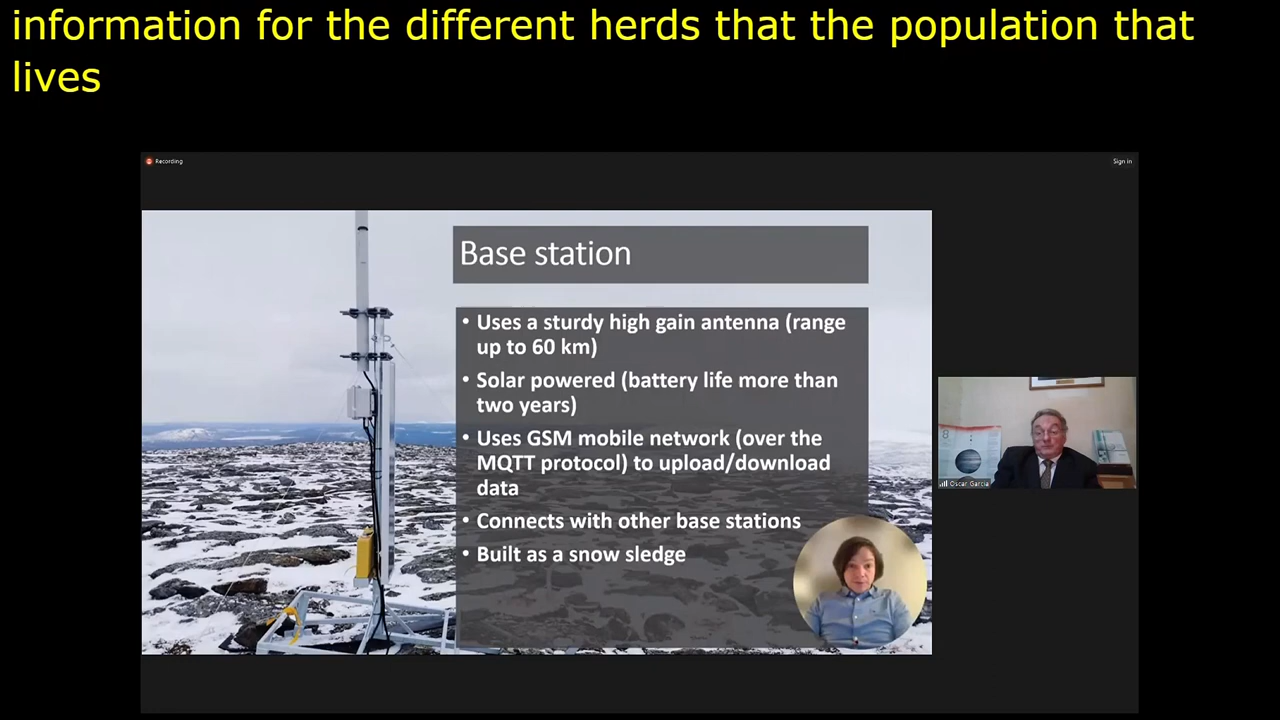 information for the different herds that the population that
lives
Recording
Sign in
Base station
• Uses a sturdy high gain antenna (range
up to 60 km)
• Solar powered (battery life more than
two years)
• Uses GSM mobile network (over the
MQTT protocol) to upload/download
data
• Connects with other base stations
• Built as a snow sledge
8
Oscar Garcia